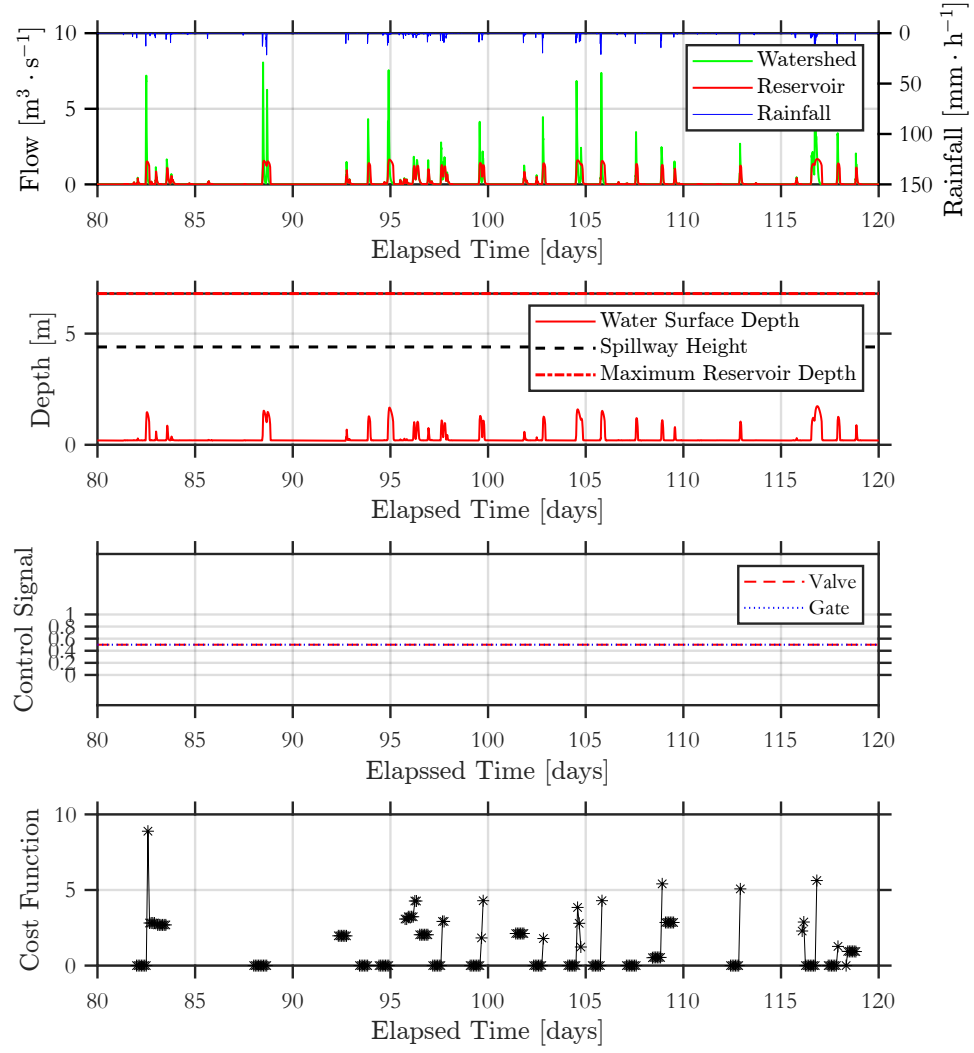 10
5
0
Flow [m³ · s⁻¹]
0
50
100
150
Rainfall [mm · h⁻¹]
Watershed
Reservoir
Rainfall
80 85 90 95 100 105 110 115 120
Elapsed Time [days]
5
0
Depth [m]
Water Surface Depth
Spillway Height
Maximum Reservoir Depth
80 85 90 95 100 105 110 115 120
Elapsed Time [days]
1
0.8
0.6
0.4
0.2
0
Control Signal
Valve
Gate
80 85 90 95 100 105 110 115 120
Elapssed Time [days]
10
5
0
Cost Function
80 85 90 95 100 105 110 115 120
Elapsed Time [days]